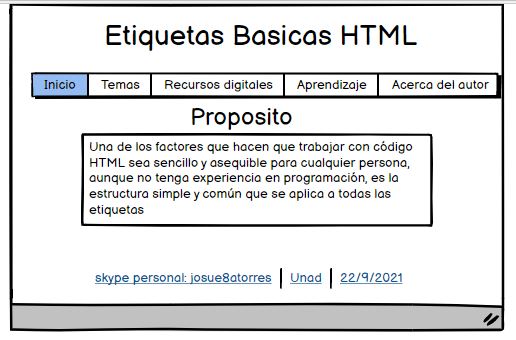 Etiquetas Basicas HTML
Inicio Temas Recursos digitales Aprendizaje Acerca del autor
Proposito
Una de los factores que hacen que trabajar con código
HTML sea sencillo y asequible para cualquier persona,
aunque no tenga experiencia en programación, es la
estructura simple y común que se aplica a todas las
etiquetas
skype personal: josue8atorres Unad 22/9/2021